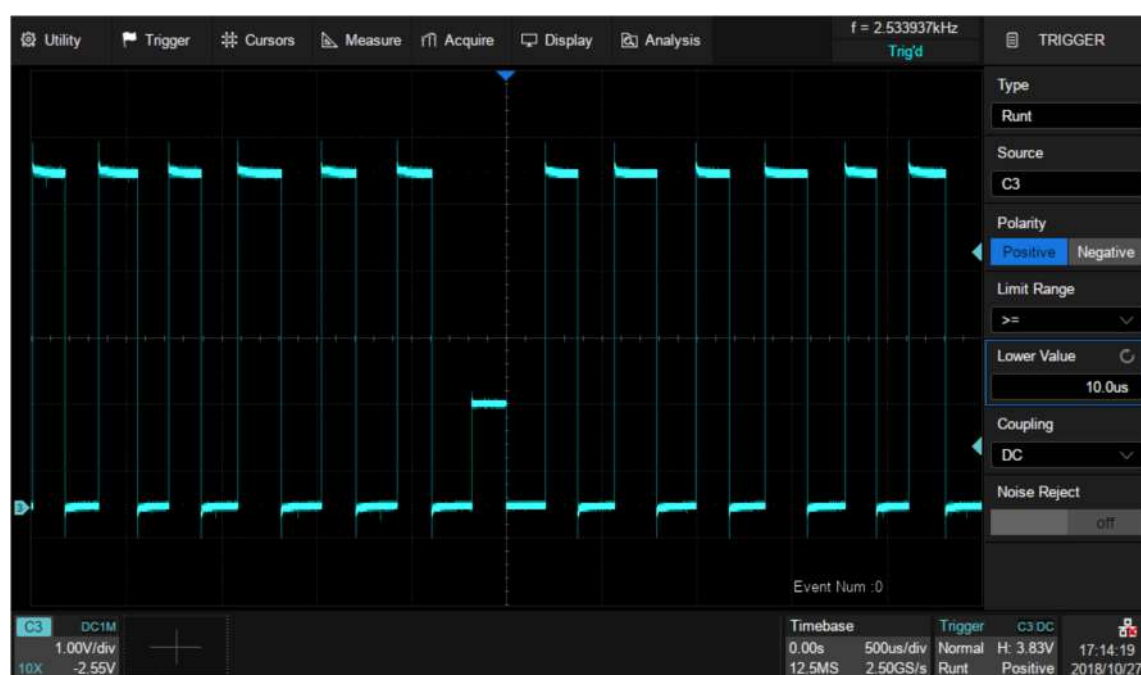 Utility Trigger Cursors Measure Acquire Display Analysis
f = 2.533937kHz
Trig'd
TRIGGER
Type
Runt
Source
C3
Polarity
Positive Negative
Limit Range
>=
Lower Value
10.0us
Coupling
DC
Noise Reject
off
3
Event Num :0
C3 DC1M
1.00V/div
10X -2.55V
Timebase
0.00s 500us/div
12.5MS 2.50GS/s
Trigger C3 DC
Normal H: 3.83V
Runt Positive
17:14:19
2018/10/27